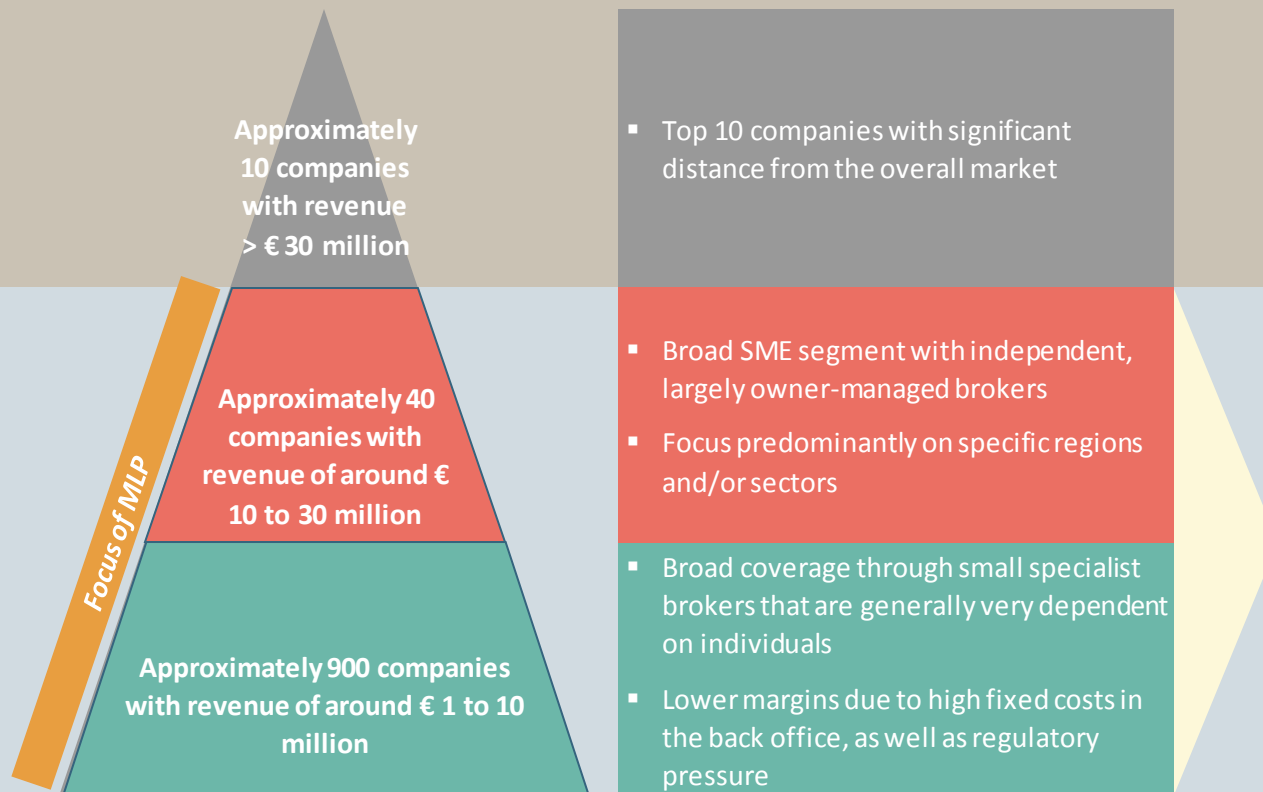 Approximately
10 companies
with revenue
> € 30 million
▪ Top 10 companies with significant
distance from the overall market
Focus of MLP
Approximately 40
companies with
revenue of around €
10 to 30 million
▪ Broad SME segment with independent,
largely owner-managed brokers
▪ Focus predominantly on specific regions
and/or sectors
Approximately 900 companies
with revenue of around € 1 to 10
million
▪ Broad coverage through small specialist
brokers that are generally very dependent
on individuals
▪ Lower margins due to high fixed costs in
the back office, as well as regulatory
pressure